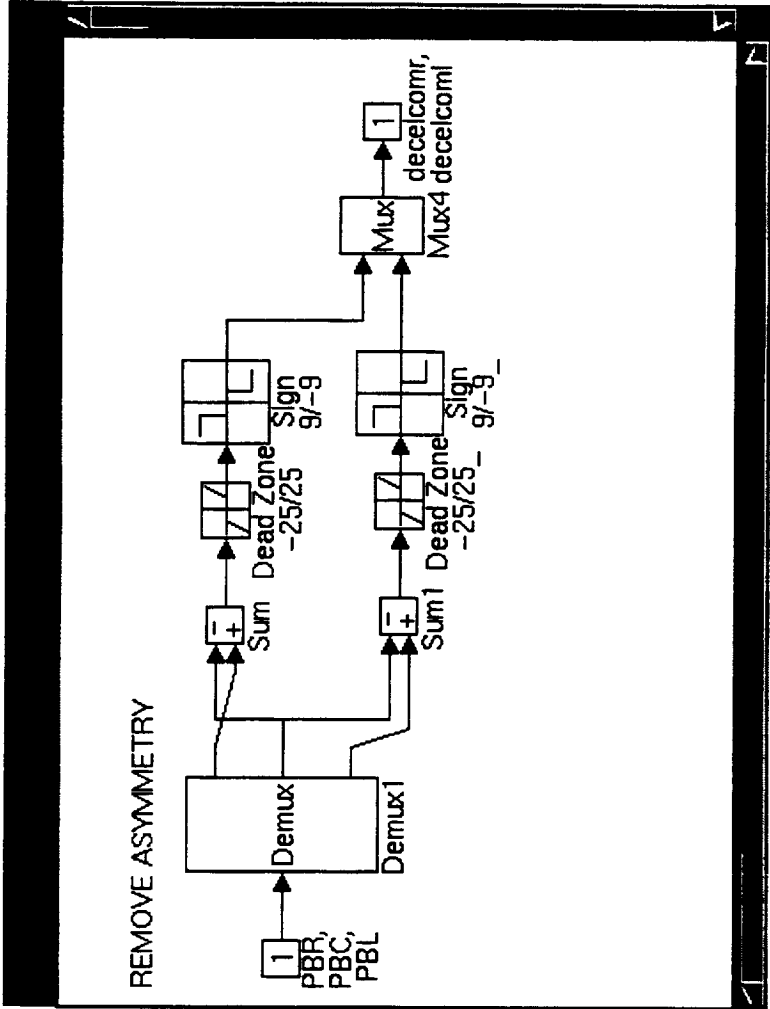 REMOVE ASYMMETRY
1
PBR,
PBC,
PBL
Demux
Demux1
- +
Sum
Dead Zone
-25/25
Sign
9/-9
- +
Sum1
Dead Zone
-25/25_
Sign
9/-9_
Mux
Mux4
1
decelcomr,
decelcoml